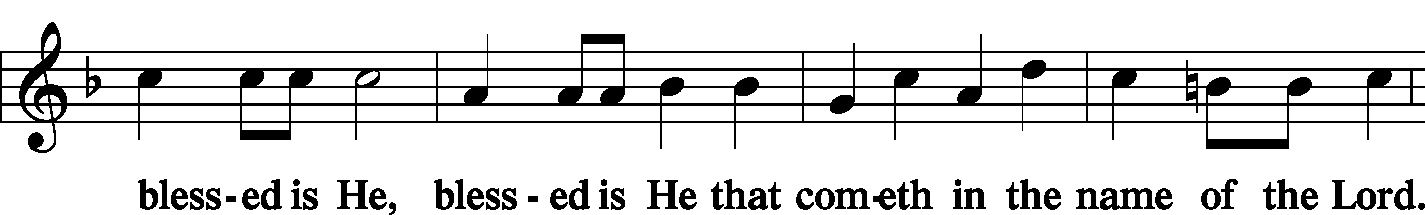 bless-ed is He, bless-ed is He that com-eth in the name of the Lord.